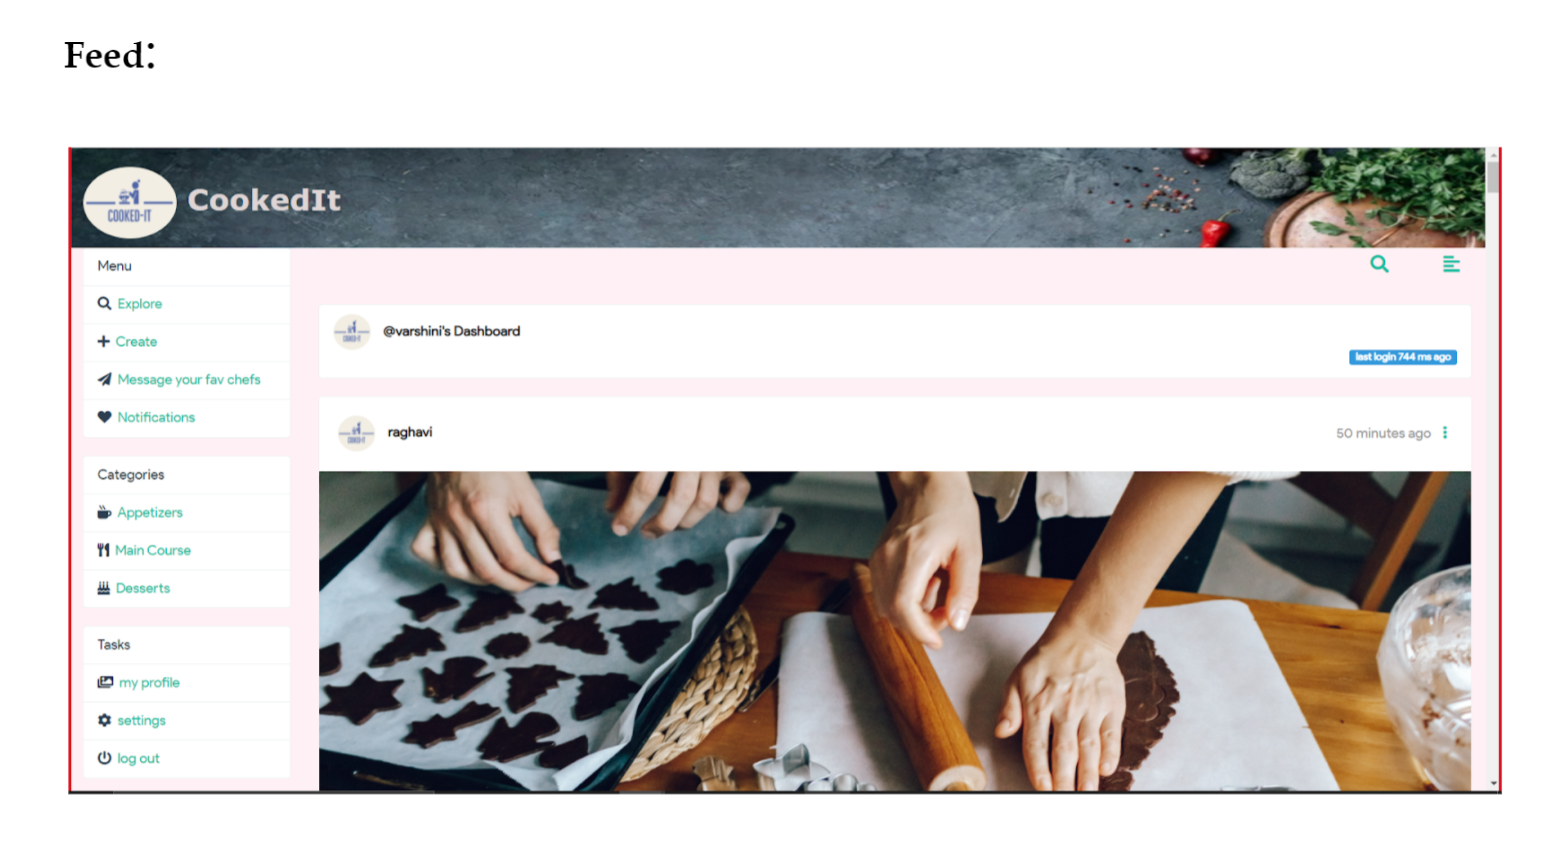 Feed:
COOKED-IT
CookedIt
Menu
Explore
Create
Message your fav chefs
Notifications
Categories
Appetizers
Main Course
Desserts
Tasks
my profile
settings
log out
@varshini's Dashboard
last login 744 ms ago
raghavi
50 minutes ago